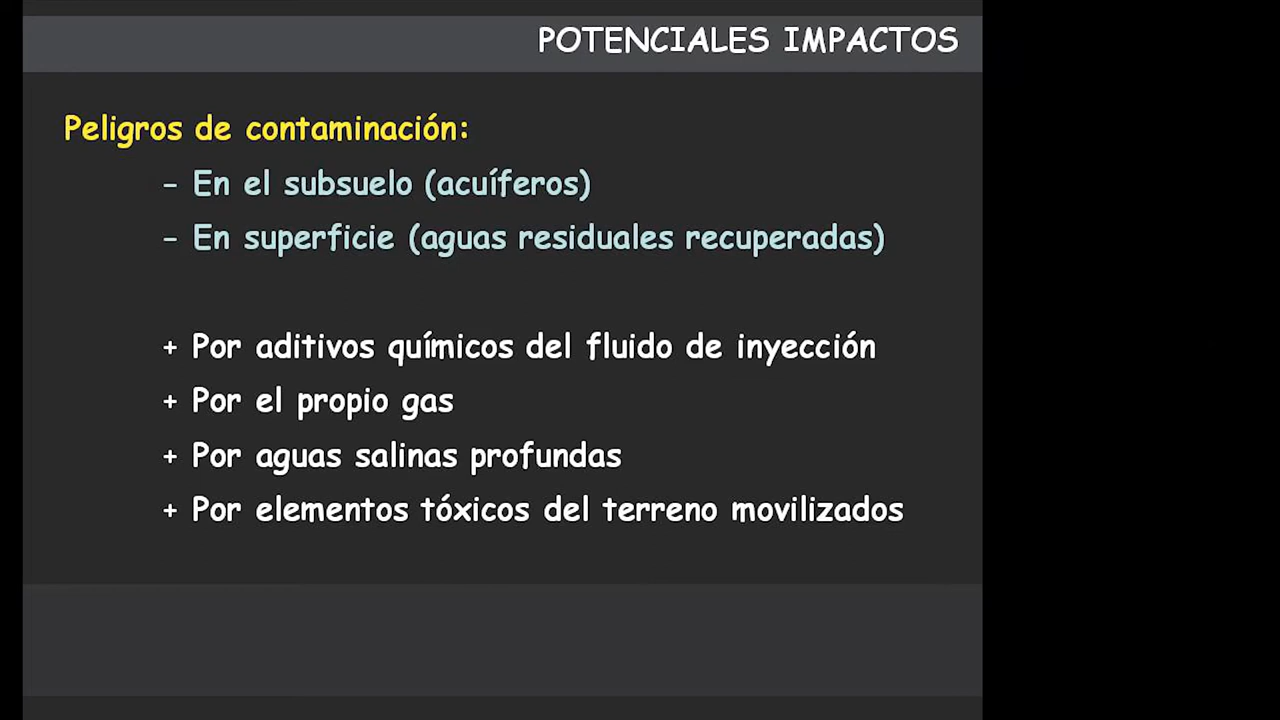 POTENCIALES IMPACTOS
Peligros de contaminación:
- En el subsuelo (acuíferos)
- En superficie (aguas residuales recuperadas)
+ Por aditivos químicos del fluido de inyección
+ Por el propio gas
+ Por aguas salinas profundas
+ Por elementos tóxicos del terreno movilizados